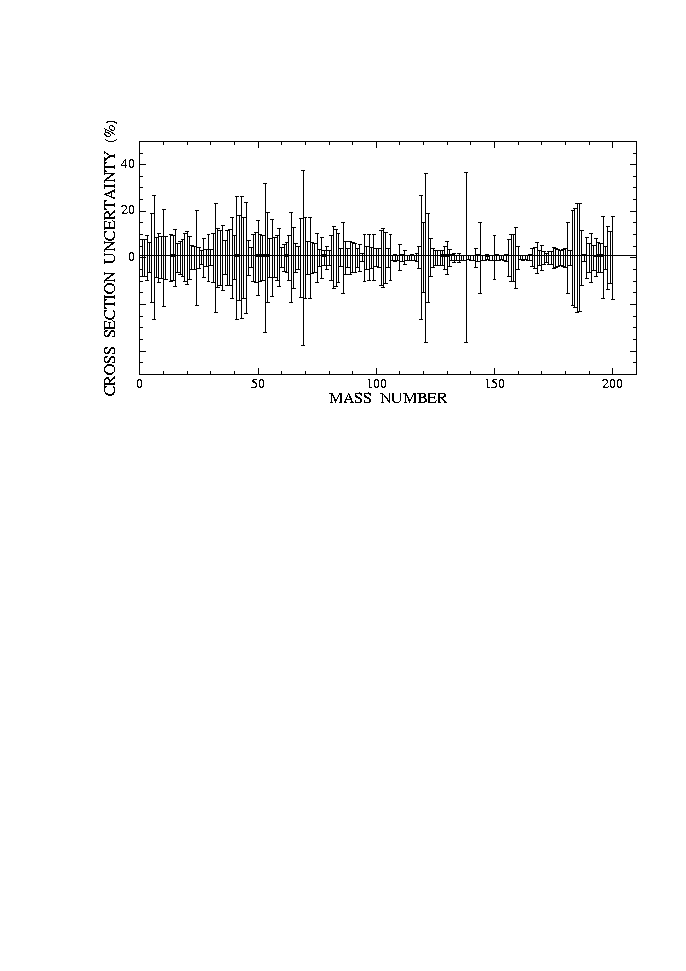 CROSS SECTION UNCERTAINTY (%)
40
20
0
0 50 100 150 200
MASS NUMBER